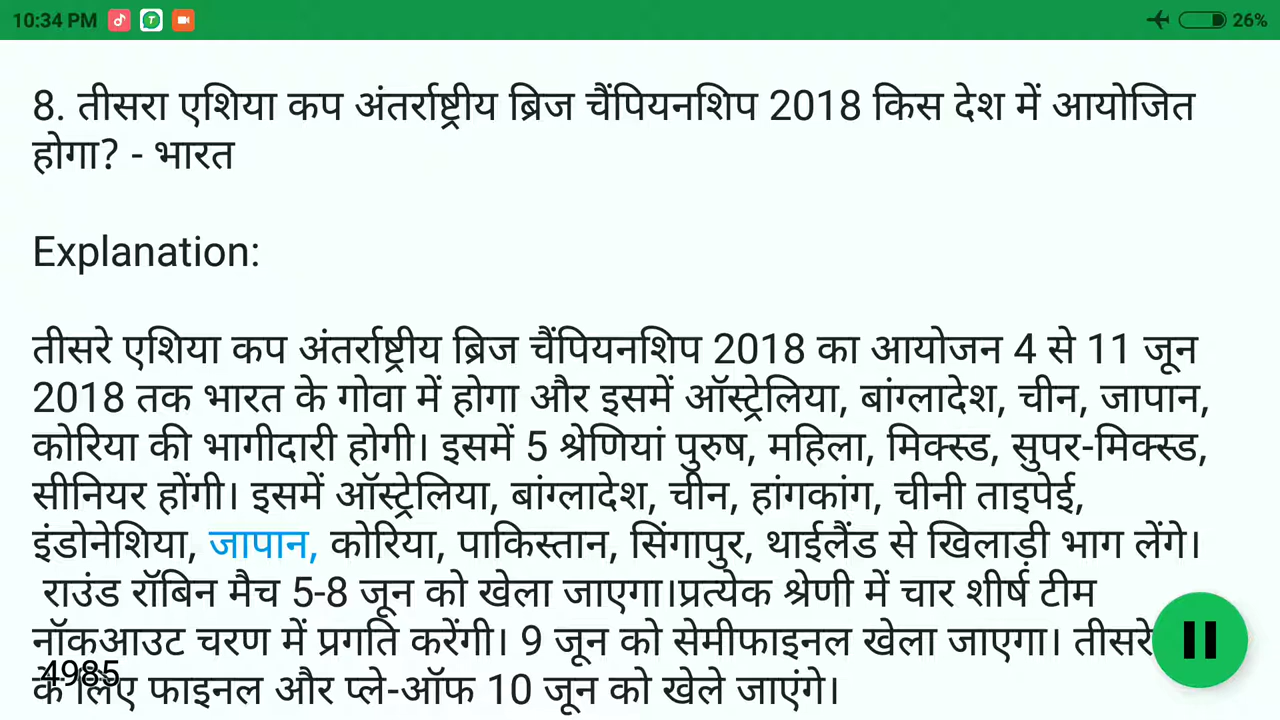 10:34 PM
26%
8. तीसरा एशिया कप अंतर्राष्ट्रीय ब्रिज चैंपियनशिप 2018 किस देश में आयोजित
होगा? - भारत
Explanation:
तीसरे एशिया कप अंतर्राष्ट्रीय ब्रिज चैंपियनशिप 2018 का आयोजन 4 से 11 जून
2018 तक भारत के गोवा में होगा और इसमें ऑस्ट्रेलिया, बांग्लादेश, चीन, जापान,
कोरिया की भागीदारी होगी। इसमें 5 श्रेणियां पुरुष, महिला, मिक्स्ड, सुपर-मिक्स्ड,
सीनियर होंगी। इसमें ऑस्ट्रेलिया, बांग्लादेश, चीन, हांगकांग, चीनी ताइपेई,
इंडोनेशिया, जापान, कोरिया, पाकिस्तान, सिंगापुर, थाईलैंड से खिलाड़ी भाग लेंगे।
राउंड रॉबिन मैच 5-8 जून को खेला जाएगा।प्रत्येक श्रेणी में चार शीर्ष टीम
नॉकआउट चरण में प्रगति करेंगी। 9 जून को सेमीफाइनल खेला जाएगा। तीसरे
4985
के लिए फाइनल और प्ले-ऑफ 10 जून को खेले जाएंगे।